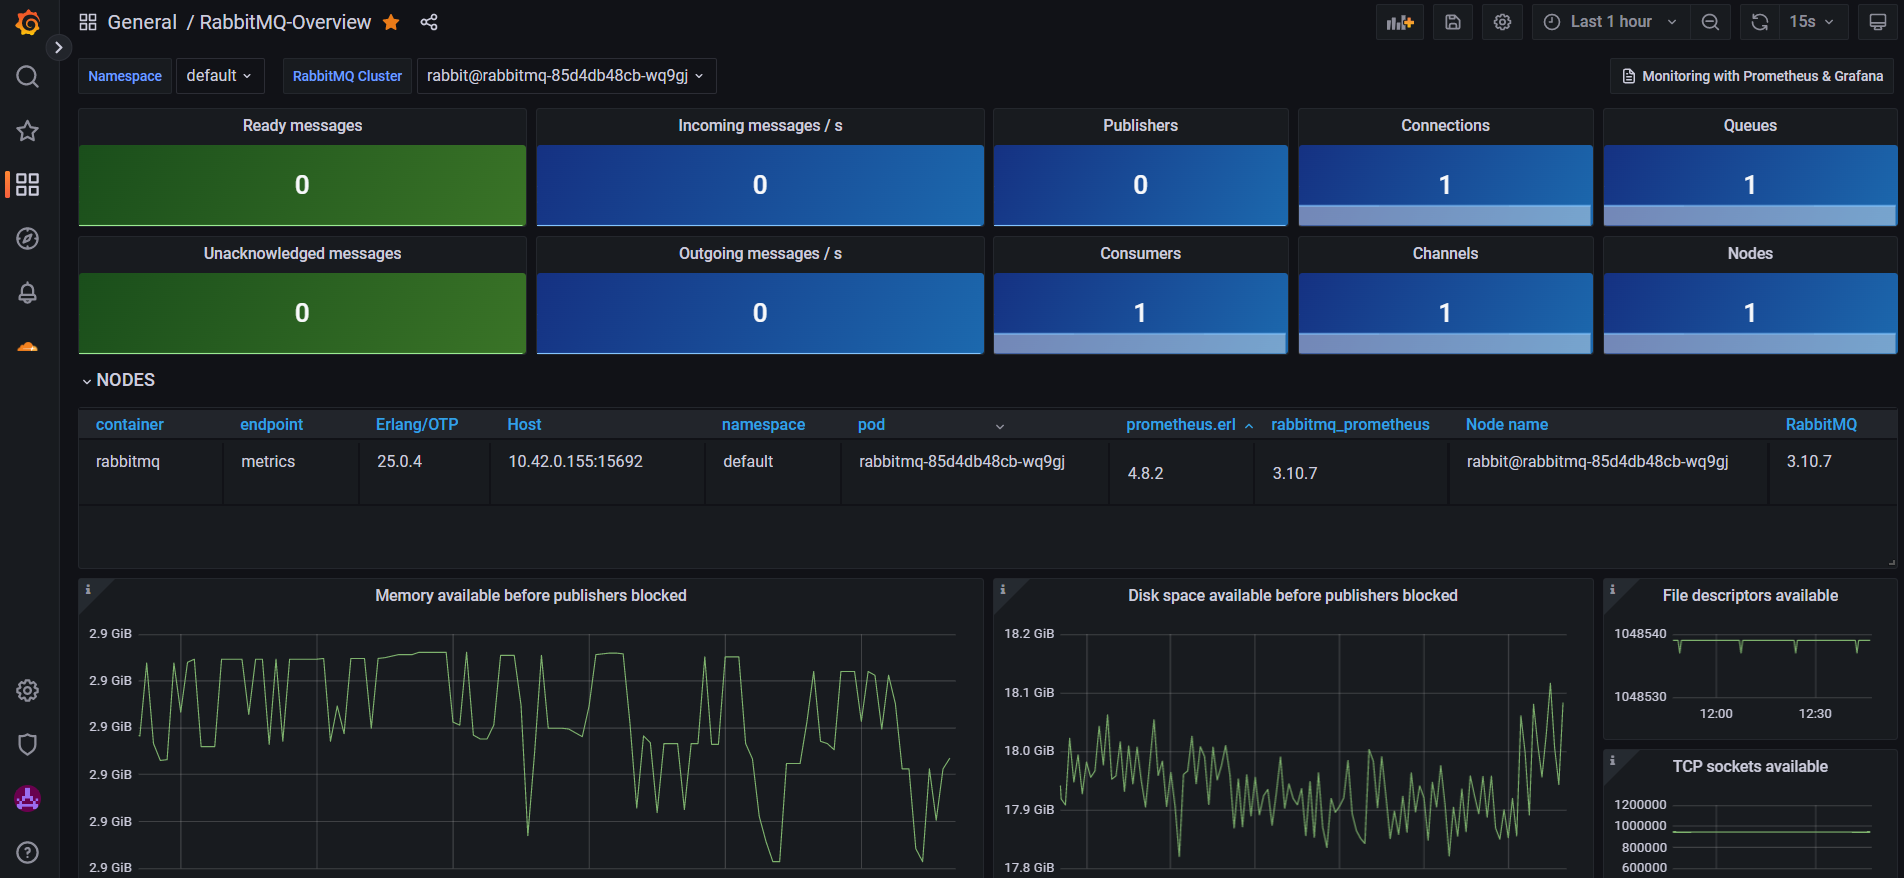 General / RabbitMQ-Overview
Last 1 hour
15s
Namespace
default
RabbitMQ Cluster
rabbit@rabbitmq-85d4db48cb-wq9gj
Monitoring with Prometheus & Grafana
Ready messages
0
Incoming messages / s
0
Publishers
0
Connections
1
Queues
1
Unacknowledged messages
0
Outgoing messages / s
0
Consumers
1
Channels
1
Nodes
1
NODES
container endpoint Erlang/OTP Host namespace pod prometheus.erl rabbitmq_prometheus Node name RabbitMQ
rabbitmq metrics 25.0.4 10.42.0.155:15692 default rabbitmq-85d4db48cb-wq9gj 4.8.2 3.10.7 rabbit@rabbitmq-85d4db48cb-wq9gj 3.10.7
Memory available before publishers blocked
2.9 GiB
2.9 GiB
2.9 GiB
2.9 GiB
2.9 GiB
2.9 GiB
Disk space available before publishers blocked
18.2 GiB
18.1 GiB
18.0 GiB
17.9 GiB
17.8 GiB
File descriptors available
1048540
1048530
12:00 12:30
TCP sockets available
1200000
1000000
800000
600000